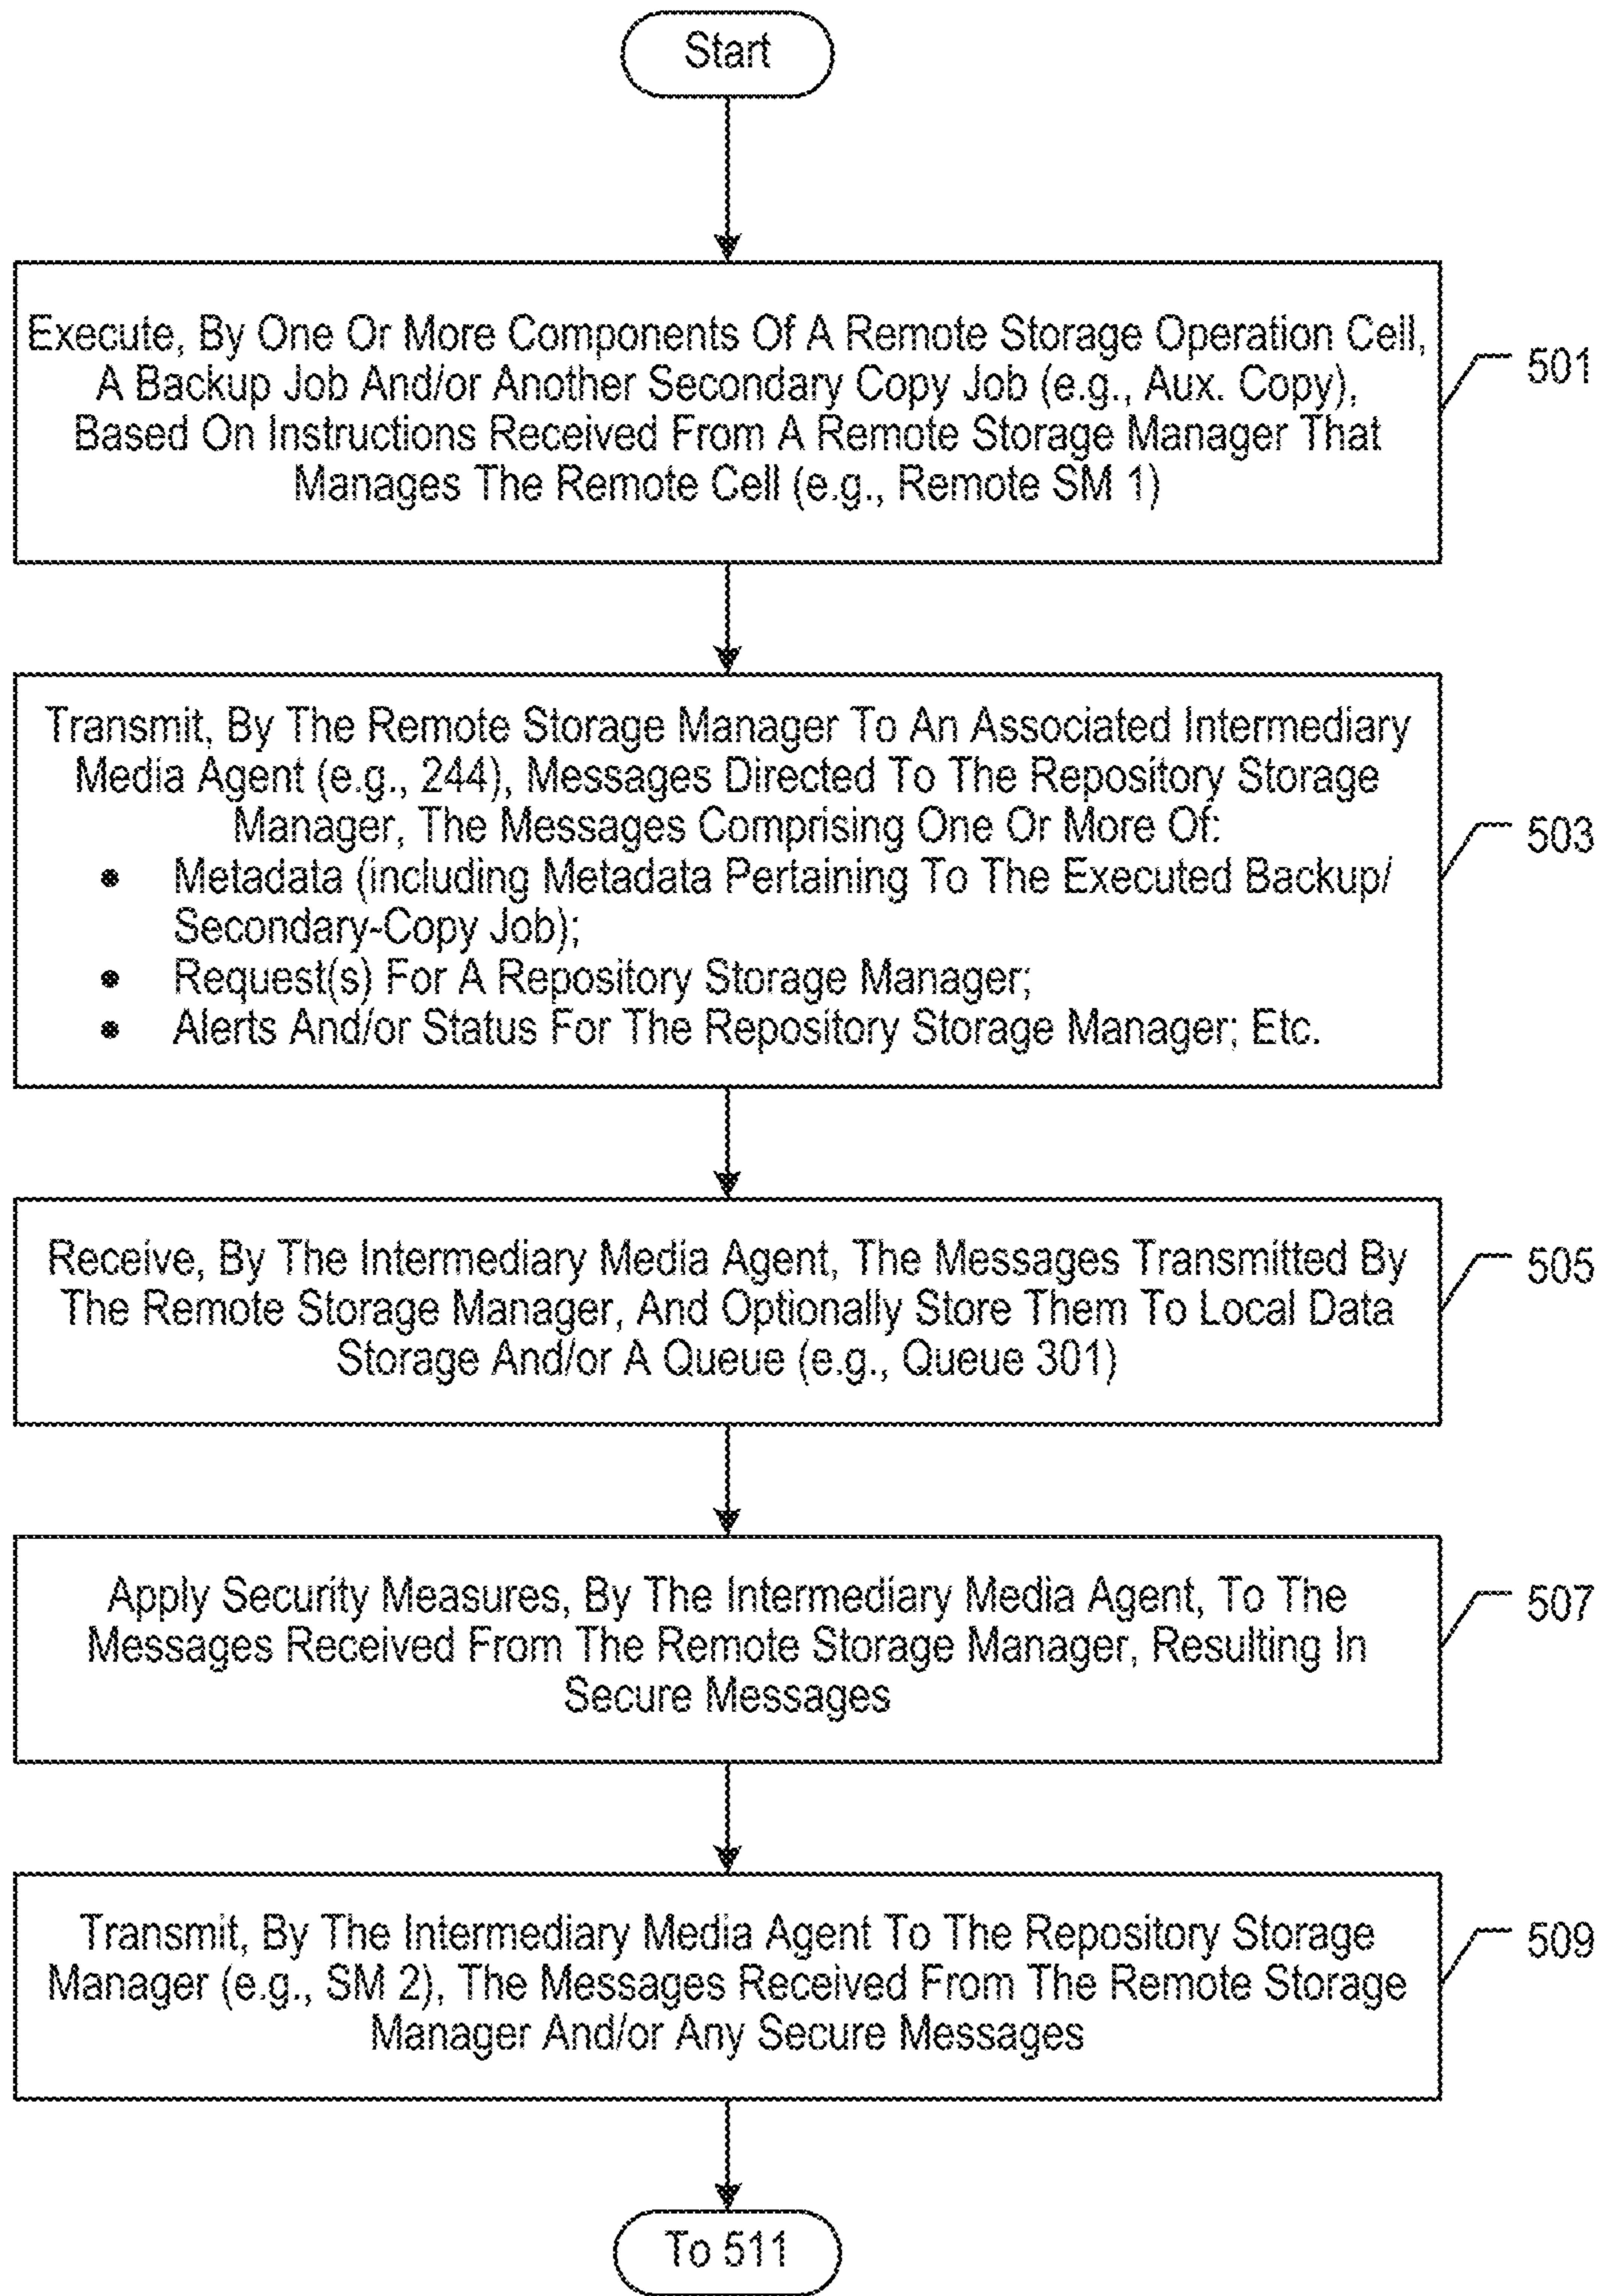 Start
Execute, By One Or More Components Of A Remote Storage Operation Cell,
A Backup Job And/or Another Secondary Copy Job (e.g., Aux. Copy),
Based On Instructions Received From A Remote Storage Manager That
Manages The Remote Cell (e.g., Remote SM 1)
501
Transmit, By The Remote Storage Manager To An Associated Intermediary
Media Agent (e.g., 244), Messages Directed To The Repository Storage
Manager, The Messages Comprising One Or More Of:
• Metadata (including Metadata Pertaining To The Executed Backup/
Secondary-Copy Job);
• Request(s) For A Repository Storage Manager;
• Alerts And/or Status For The Repository Storage Manager; Etc.
503
Receive, By The Intermediary Media Agent, The Messages Transmitted By
The Remote Storage Manager, And Optionally Store Them To Local Data
Storage And/or A Queue (e.g., Queue 301)
505
Apply Security Measures, By The Intermediary Media Agent, To The
Messages Received From The Remote Storage Manager, Resulting In
Secure Messages
507
Transmit, By The Intermediary Media Agent To The Repository Storage
Manager (e.g., SM 2), The Messages Received From The Remote Storage
Manager And/or Any Secure Messages
509
To 511